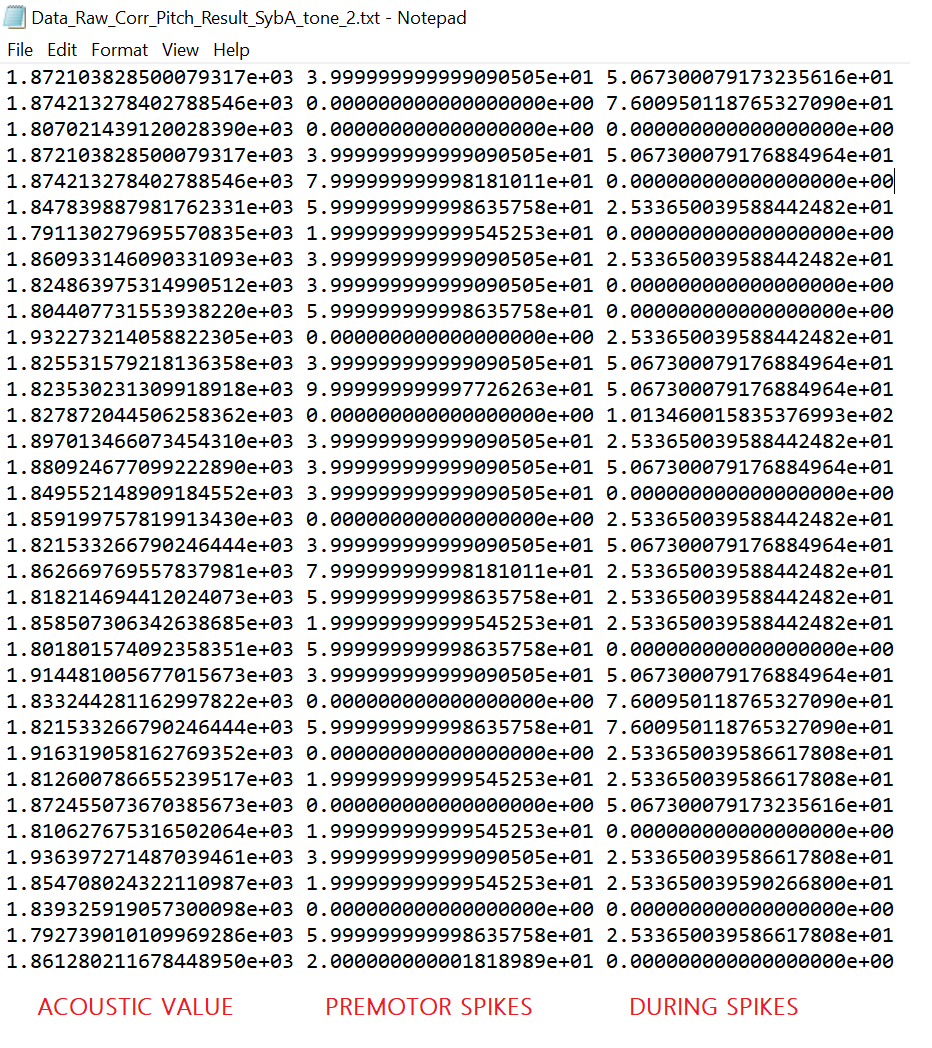 Data_Raw_Corr_Pitch_Result_SybA_tone_2.txt - Notepad
File Edit Format View Help
1.872103828500079317e+03 3.999999999999090505e+01 5.067300079173235616e+01
1.874213278402788546e+03 0.000000000000000000e+00 7.600950118765327090e+01
1.807021439120028390e+03 0.000000000000000000e+00 0.000000000000000000e+00
1.872103828500079317e+03 3.999999999999090505e+01 5.067300079176884964e+01
1.874213278402788546e+03 7.999999999998181011e+01 0.000000000000000000e+00
1.847839887981762331e+03 5.999999999998635758e+01 2.533650039588442482e+01
1.791130279695570835e+03 1.999999999999545253e+01 0.000000000000000000e+00
1.860933146090331093e+03 3.999999999999090505e+01 2.533650039588442482e+01
1.824863975314990512e+03 3.999999999999090505e+01 0.000000000000000000e+00
1.804407731553938220e+03 5.999999999998635758e+01 0.000000000000000000e+00
1.932273214058822305e+03 0.000000000000000000e+00 2.533650039588442482e+01
1.825531579218136358e+03 3.999999999999090505e+01 5.067300079176884964e+01
1.823530231309918918e+03 9.999999999997726263e+01 5.067300079176884964e+01
1.827872044506258362e+03 0.000000000000000000e+00 1.013460015835376993e+02
1.897013466073454310e+03 3.999999999999090505e+01 2.533650039588442482e+01
1.880924677099222890e+03 3.999999999999090505e+01 5.067300079176884964e+01
1.849552148909184552e+03 3.999999999999090505e+01 0.000000000000000000e+00
1.859199757819913430e+03 0.000000000000000000e+00 2.533650039588442482e+01
1.821533266790246444e+03 3.999999999999090505e+01 5.067300079176884964e+01
1.862669769557837981e+03 7.999999999998181011e+01 2.533650039588442482e+01
1.818214694412024073e+03 5.999999999998635758e+01 2.533650039588442482e+01
1.858507306342638685e+03 1.999999999999545253e+01 2.533650039588442482e+01
1.801801574092358351e+03 5.999999999998635758e+01 0.000000000000000000e+00
1.914481005677015673e+03 3.999999999999090505e+01 5.067300079176884964e+01
1.833244281162997822e+03 0.000000000000000000e+00 7.600950118765327090e+01
1.821533266790246444e+03 5.999999999998635758e+01 7.600950118765327090e+01
1.916319058162769352e+03 0.000000000000000000e+00 2.533650039586617808e+01
1.812600786655239517e+03 1.999999999999545253e+01 2.533650039586617808e+01
1.872455073670385673e+03 0.000000000000000000e+00 5.067300079173235616e+01
1.810627675316502064e+03 1.999999999999545253e+01 0.000000000000000000e+00
1.936397271487039461e+03 3.999999999999090505e+01 2.533650039586617808e+01
1.854708024322110987e+03 1.999999999999545253e+01 2.533650039590266800e+01
1.839325919057300098e+03 0.000000000000000000e+00 0.000000000000000000e+00
1.792739010109969286e+03 5.999999999998635758e+01 2.533650039586617808e+01
1.861280211678448950e+03 2.000000000001818989e+01 0.000000000000000000e+00
ACOUSTIC VALUE PREMOTOR SPIKES DURING SPIKES